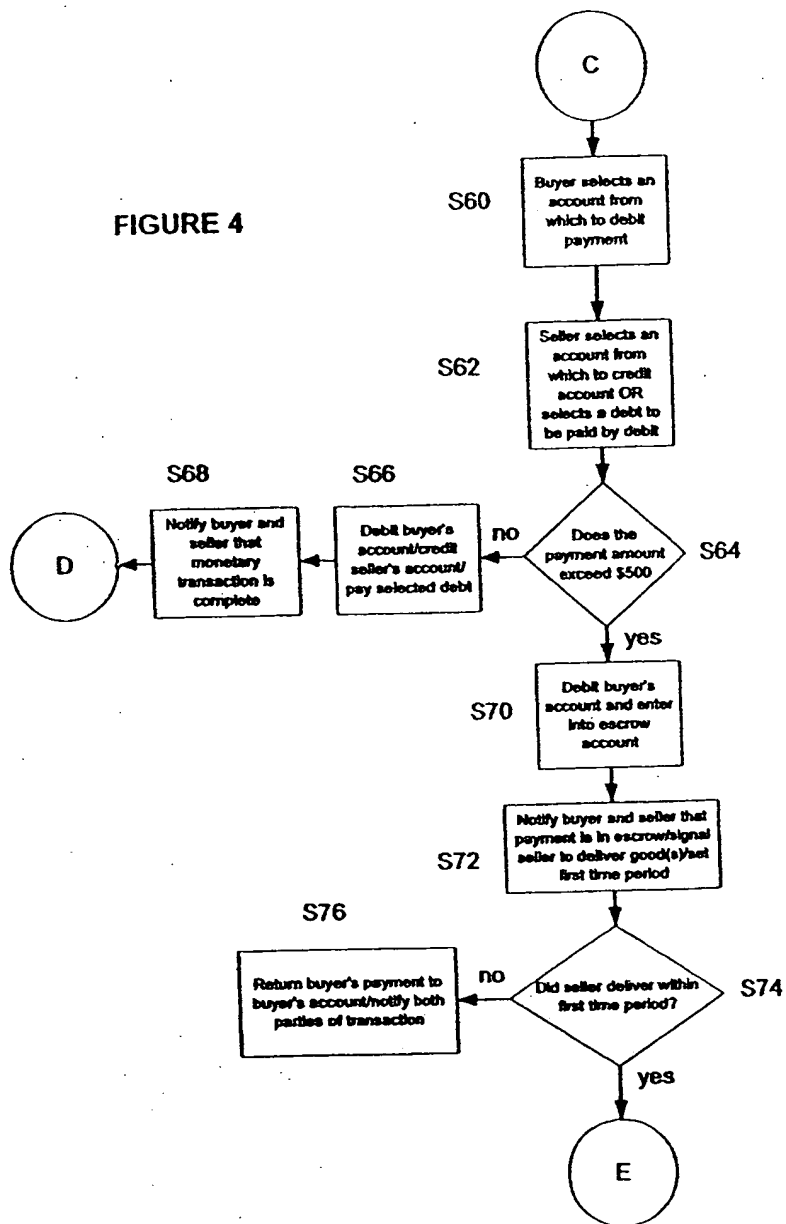 C
S60
Buyer selects an
account from
which to debit
payment
FIGURE 4
S62
Seller selects an
account from
which to credit
account OR
selects a debt to
be paid by debit
S68
S66
Notify buyer and
seller that
monetary
transaction is
complete
Debit buyer's
account/credit
seller's account/
pay selected debt
no
Does the
payment amount
exceed $500
S64
D
yes
S70
Debit buyer's
account and enter
into escrow
account
S72
Notify buyer and seller that
payment is in escrow/signal
seller to deliver good(s)/set
first time period
S76
Return buyer's payment to
buyer's account/notify both
parties of transaction
no
Did seller deliver within
first time period?
S74
yes
E